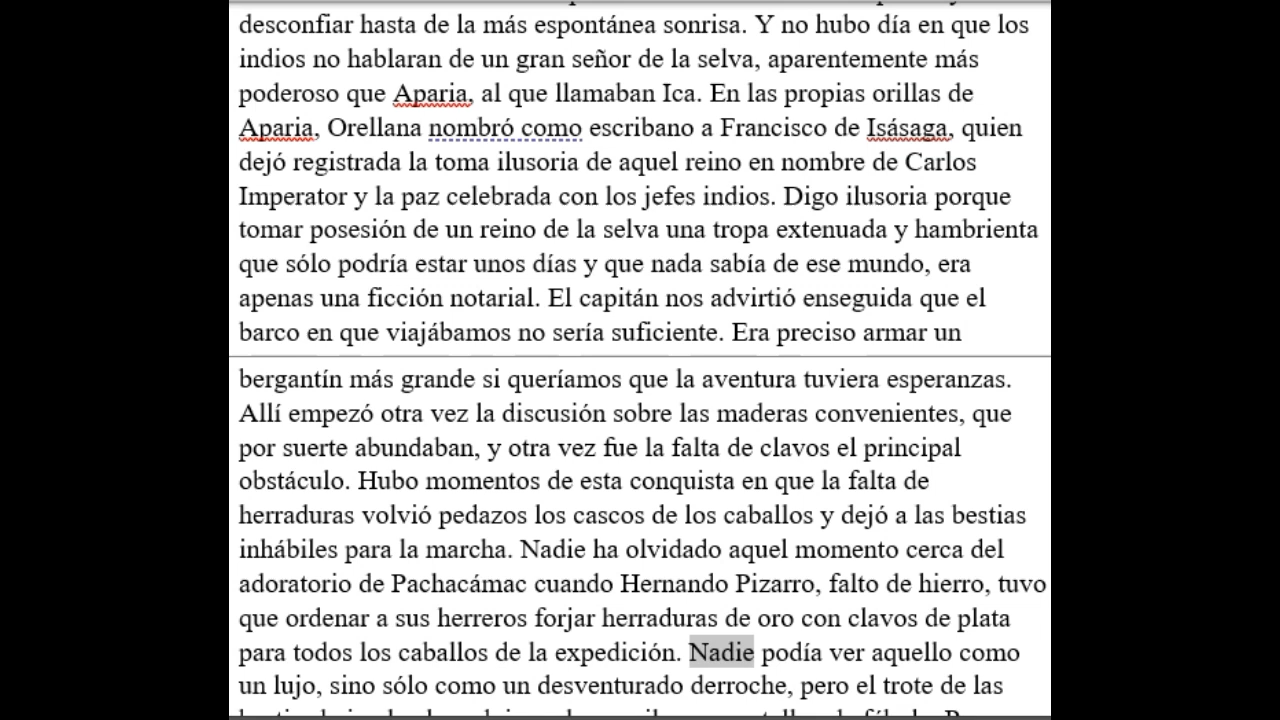 desconfiar hasta de la más espontánea sonrisa. Y no hubo día en que los
indios no hablaran de un gran señor de la selva, aparentemente más
poderoso que Aparia, al que llamaban Ica. En las propias orillas de
Aparia, Orellana nombró como escribano a Francisco de Isásaga, quien
dejó registrada la toma ilusoria de aquel reino en nombre de Carlos
Imperator y la paz celebrada con los jefes indios. Digo ilusoria porque
tomar posesión de un reino de la selva una tropa extenuada y hambrienta
que sólo podría estar unos días y que nada sabía de ese mundo, era
apenas una ficción notarial. El capitán nos advirtió enseguida que el
barco en que viajábamos no sería suficiente. Era preciso armar un
bergantín más grande si queríamos que la aventura tuviera esperanzas.
Allí empezó otra vez la discusión sobre las maderas convenientes, que
por suerte abundaban, y otra vez fue la falta de clavos el principal
obstáculo. Hubo momentos de esta conquista en que la falta de
herraduras volvió pedazos los cascos de los caballos y dejó a las bestias
inhábiles para la marcha. Nadie ha olvidado aquel momento cerca del
adoratorio de Pachacámac cuando Hernando Pizarro, falto de hierro, tuvo
que ordenar a sus herreros forjar herraduras de oro con clavos de plata
para todos los caballos de la expedición. Nadie podía ver aquello como
un lujo, sino sólo como un desventurado derroche, pero el trote de las